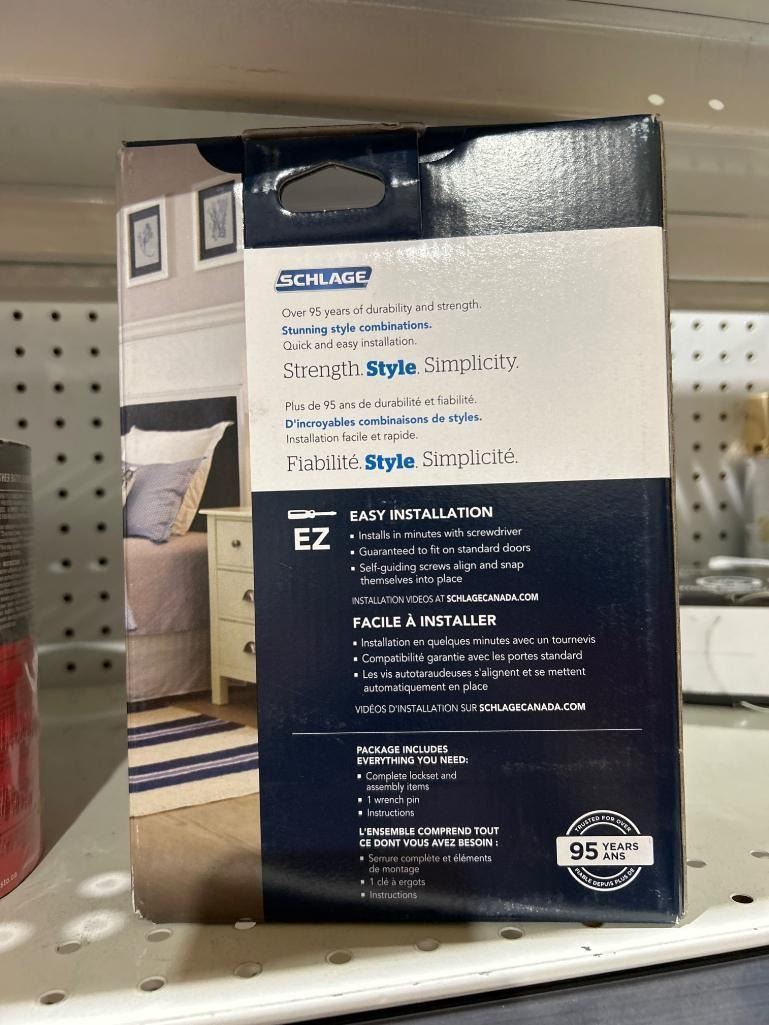 SCHLAGE
Over 95 years of durability and strength.
Stunning style combinations.
Quick and easy installation.
Strength. Style. Simplicity.
Plus de 95 ans de durabilité et fiabilité.
D'incroyables combinaisons de styles.
Installation facile et rapide.
Fiabilité. Style. Simplicité.
EZ
EASY INSTALLATION
▪ Installs in minutes with screwdriver
▪ Guaranteed to fit on standard doors
▪ Self-guiding screws align and snap
themselves into place
INSTALLATION VIDEOS AT SCHLAGECANADA.COM
FACILE À INSTALLER
▪ Installation en quelques minutes avec un tournevis
▪ Compatibilité garantie avec les portes standard
▪ Les vis autotaraudeuses s'alignent et se mettent
automatiquement en place
VIDÉOS D'INSTALLATION SUR SCHLAGECANADA.COM
PACKAGE INCLUDES
EVERYTHING YOU NEED:
▪ Complete lockset and
assembly items
▪ 1 wrench pin
▪ Instructions
L'ENSEMBLE COMPREND TOUT
CE DONT VOUS AVEZ BESOIN :
▪ Serrure complète et éléments
de montage
▪ 1 clé à ergots
▪ Instructions
TRUSTED FOR OVER
95 YEARS
ANS
FIABLE DEPUIS PLUS DE